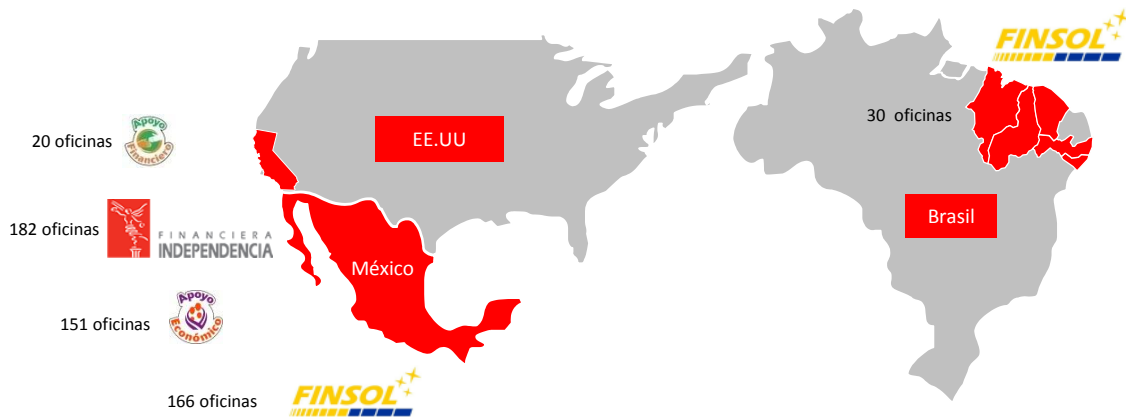 FINSOL
30 oficinas
20 oficinas
Apoyo
Financiero
EE.UU
182 oficinas
FINANCIERA
INDEPENDENCIA
Brasil
México
151 oficinas
Apoyo
Económico
166 oficinas
FINSOL